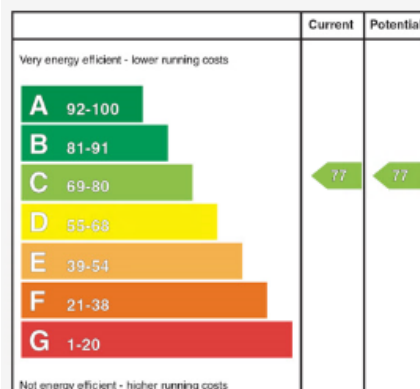 Current Potential
Very energy efficient - lower running costs
A 92-100
B 81-91
C 69-80 77 77
D 55-68
E 39-54
F 21-38
G 1-20
Not energy efficient - higher running costs